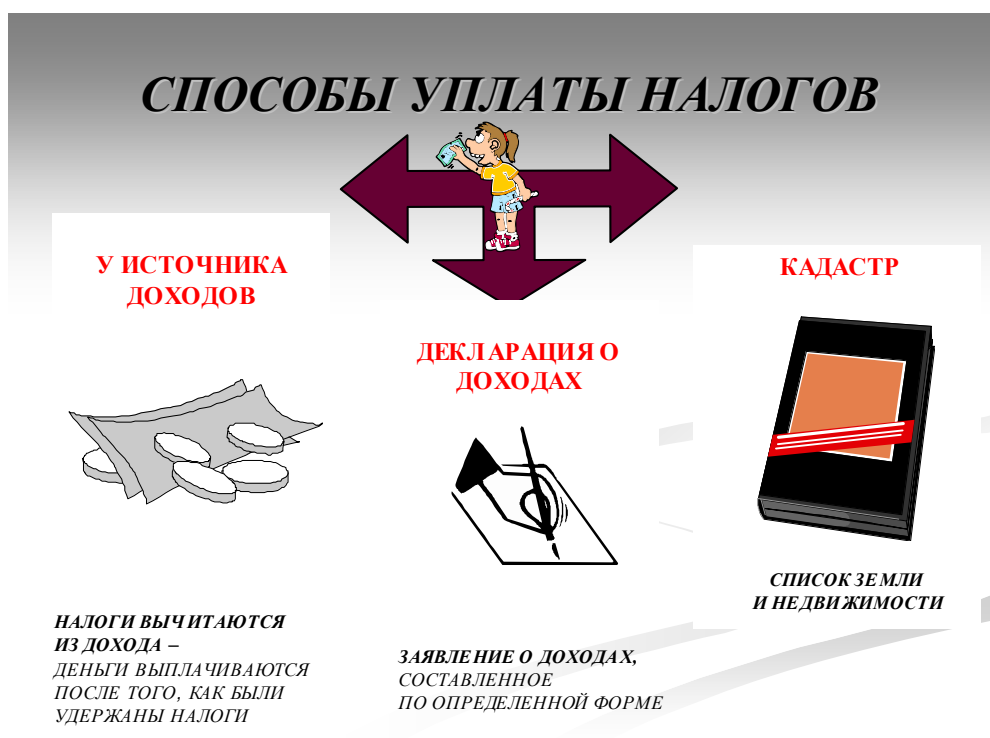 СПОСОБЫ УПЛАТЫ НАЛОГОВ
У ИСТОЧНИКА
ДОХОДОВ
НАЛОГИ ВЫЧИТАЮТСЯ
ИЗ ДОХОДА –
ДЕНЬГИ ВЫПЛАЧИВАЮТСЯ
ПОСЛЕ ТОГО, КАК БЫЛИ
УДЕРЖАНЫ НАЛОГИ
ДЕКЛАРАЦИЯ О
ДОХОДАХ
ЗАЯВЛЕНИЕ О ДОХОДАХ,
СОСТАВЛЕННОЕ
ПО ОПРЕДЕЛЕННОЙ ФОРМЕ
КАДАСТР
СПИСОК ЗЕМЛИ
И НЕДВИЖИМОСТИ